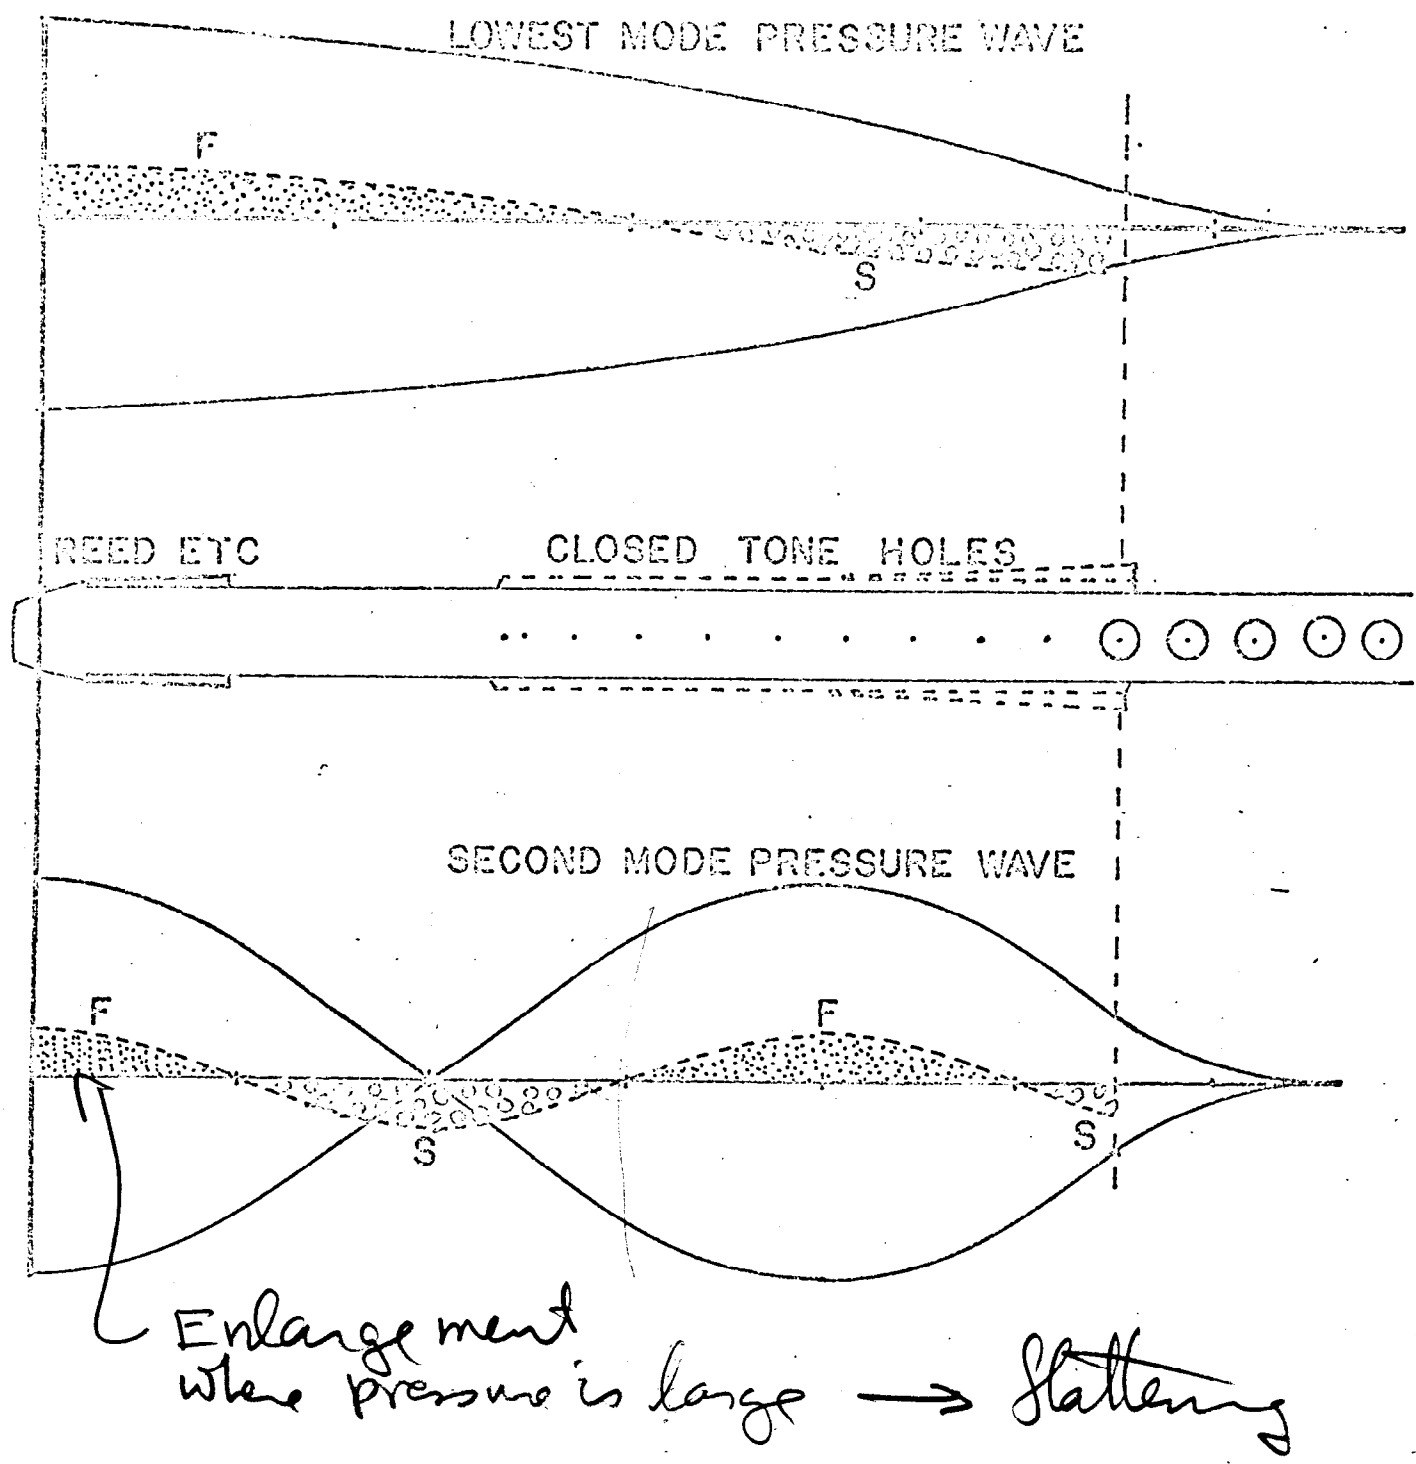 LOWEST MODE PRESSURE WAVE
F
S
REED ETC
CLOSED TONE HOLES
SECOND MODE PRESSURE WAVE
F
F
S
S
Enlargement
where pressure is large → flattening